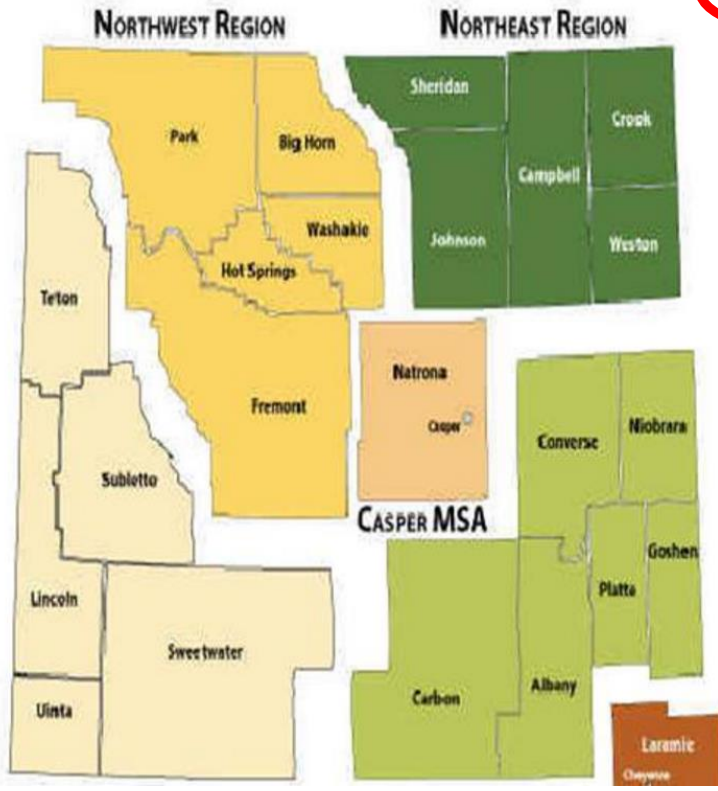 NORTHWEST REGION
NORTHEAST REGION
Sheridan
Crook
Park
Big Horn
Campbell
Washakie
Johnson
Weston
Hot Springs
Teton
Natrona
Casper
Fremont
Niobrara
Converse
Sublette
CASPER MSA
Goshen
Platte
Lincoln
Sweetwater
Albany
Carbon
Uinta
Laramie
Cheyenne